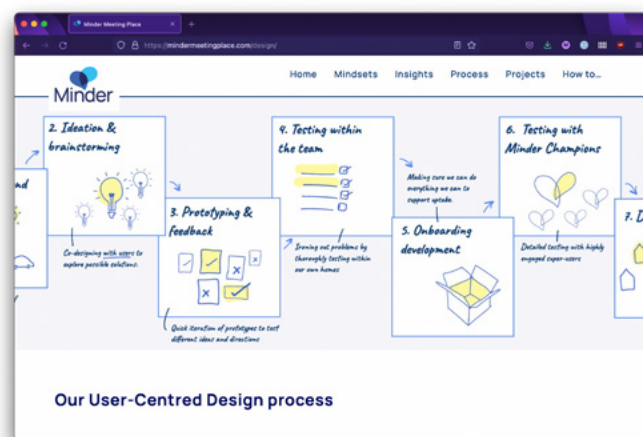 Minder Meeting Place
https://mindermeetingplace.com/design/
Minder
Home Mindsets Insights Process Projects How to...
nd
2. Ideation &
brainstorming
Co-designing with users to
explore possible solutions.
3. Prototyping &
feedback
Quick iteration of prototypes to test
different ideas and directions
4. Testing within
the team
Ironing out problems by
thoroughly testing within
our own homes
Making sure we can do
everything we can to
support uptake.
5. Onboarding
development
6. Testing with
Minder Champions
Detailed testing with highly
engaged super-users
7. D
Our User-Centred Design process